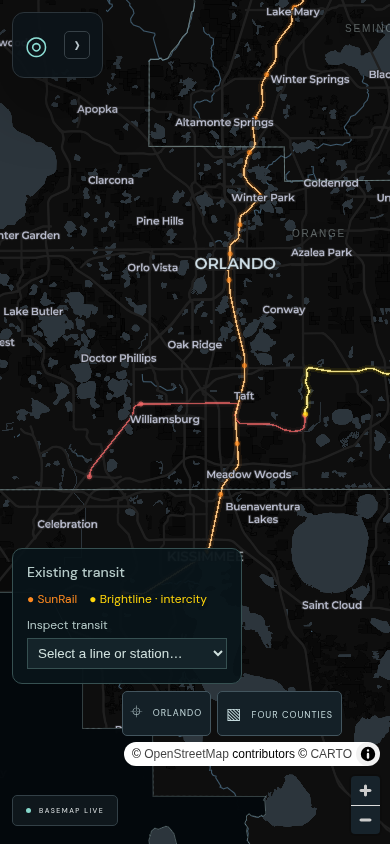 Lake Mary
SEMINO
Winter Springs
Apopka
Altamonte Springs
Clarcona
Goldenrod
Winter Park
Pine Hills
nter Garden
ORANGE
Azalea Park
ORLANDO
Orlo Vista
Lake Butler
Conway
est
Oak Ridge
Doctor Phillips
Taft
Williamsburg
Meadow Woods
Buenaventura
Lakes
Celebration
KISSIMMEE
Existing transit
SunRail
Brightline · intercity
Inspect transit
Select a line or station…
Saint Cloud
ORLANDO
FOUR COUNTIES
© OpenStreetMap contributors © CARTO
BASEMAP LIVE